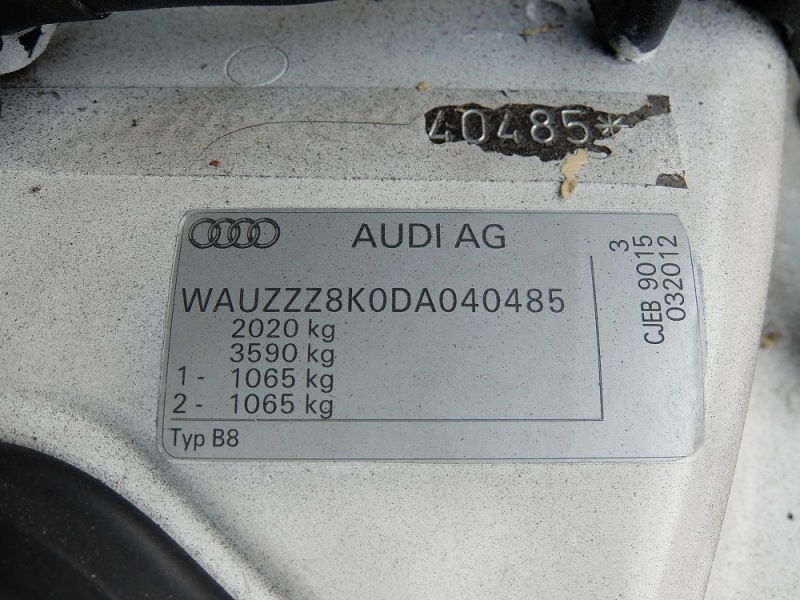 40485*
AUDI AG
WAUZZZ8K0DA040485
2020 kg
3590 kg
1- 1065 kg
2- 1065 kg
Typ B8
3
CJEB 9015
032012